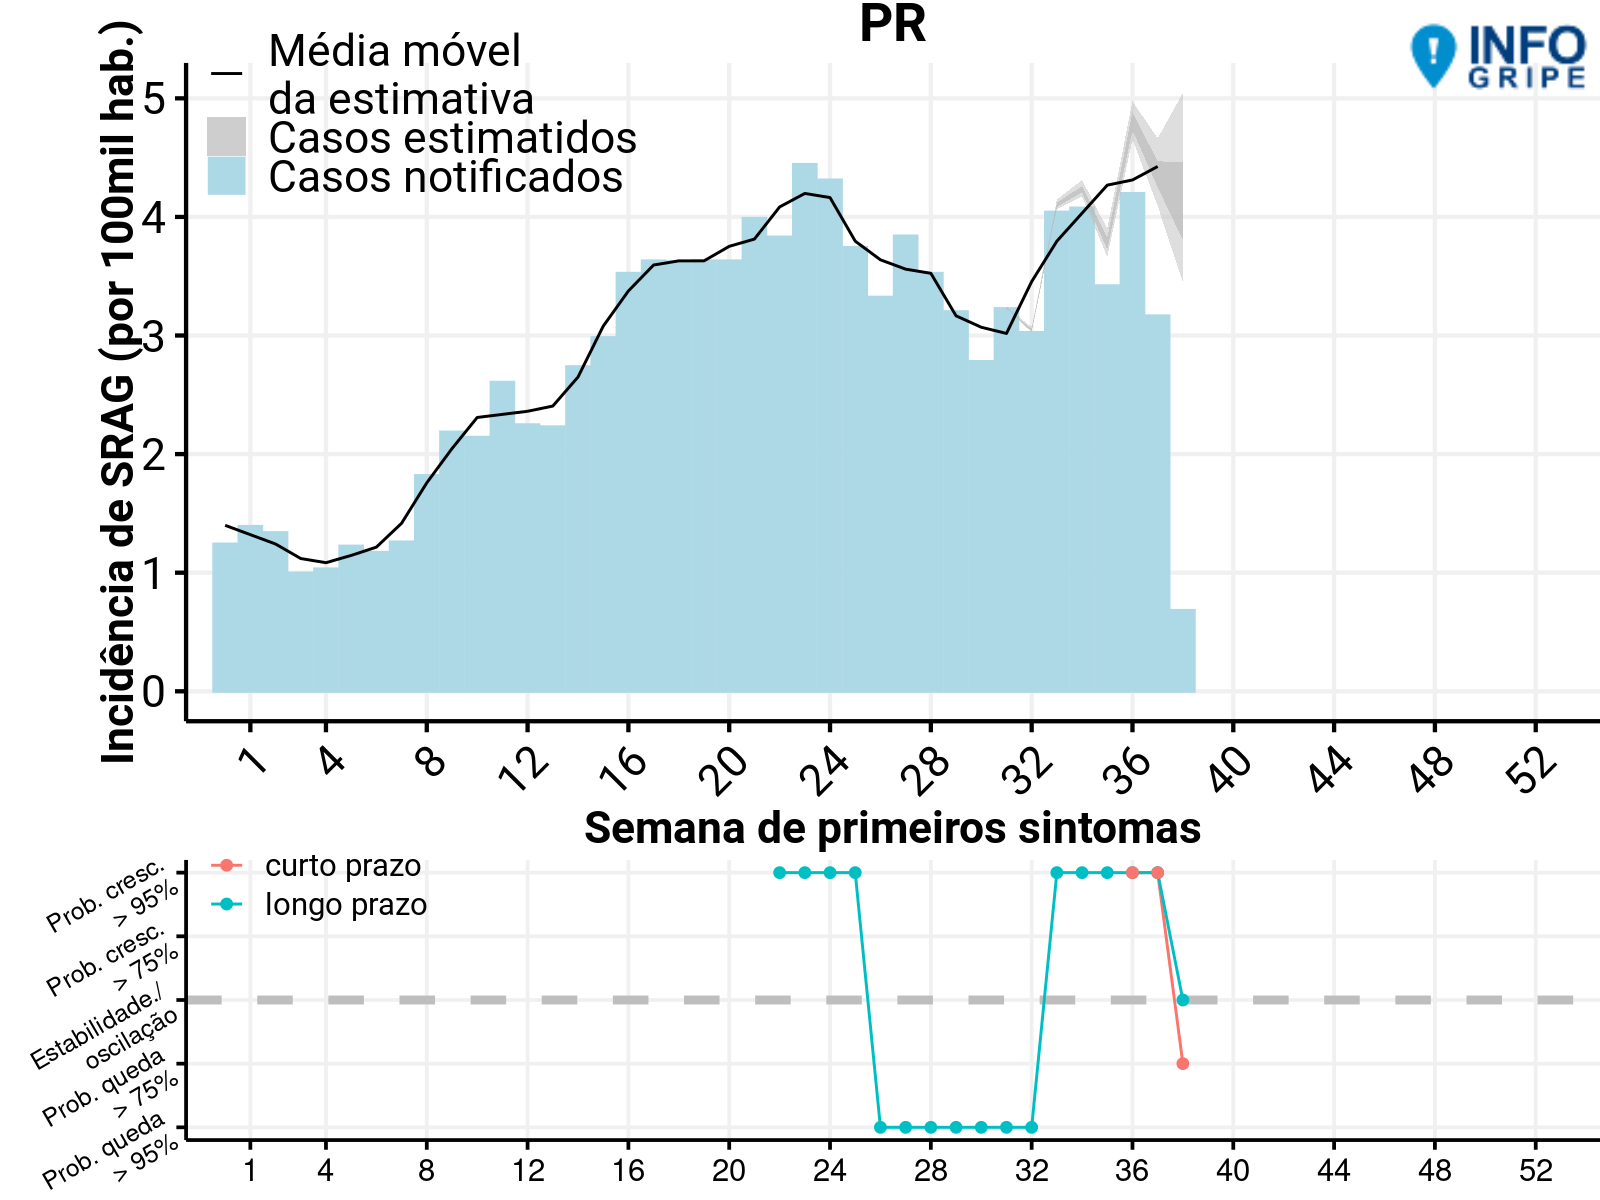 PR
INFO
GRIPE
Média móvel
da estimativa
Casos estimatidos
Casos notificados
Incidência de SRAG (por 100mil hab.)
5
4
3
2
1
0
1 4 8 12 16 20 24 28 32 36 40 44 48 52
Semana de primeiros sintomas
curto prazo
longo prazo
Prob. cresc.
> 95%
Prob. cresc.
> 75%
Estabilidade./
oscilação
Prob. queda
> 75%
Prob. queda
> 95%
1 4 8 12 16 20 24 28 32 36 40 44 48 52